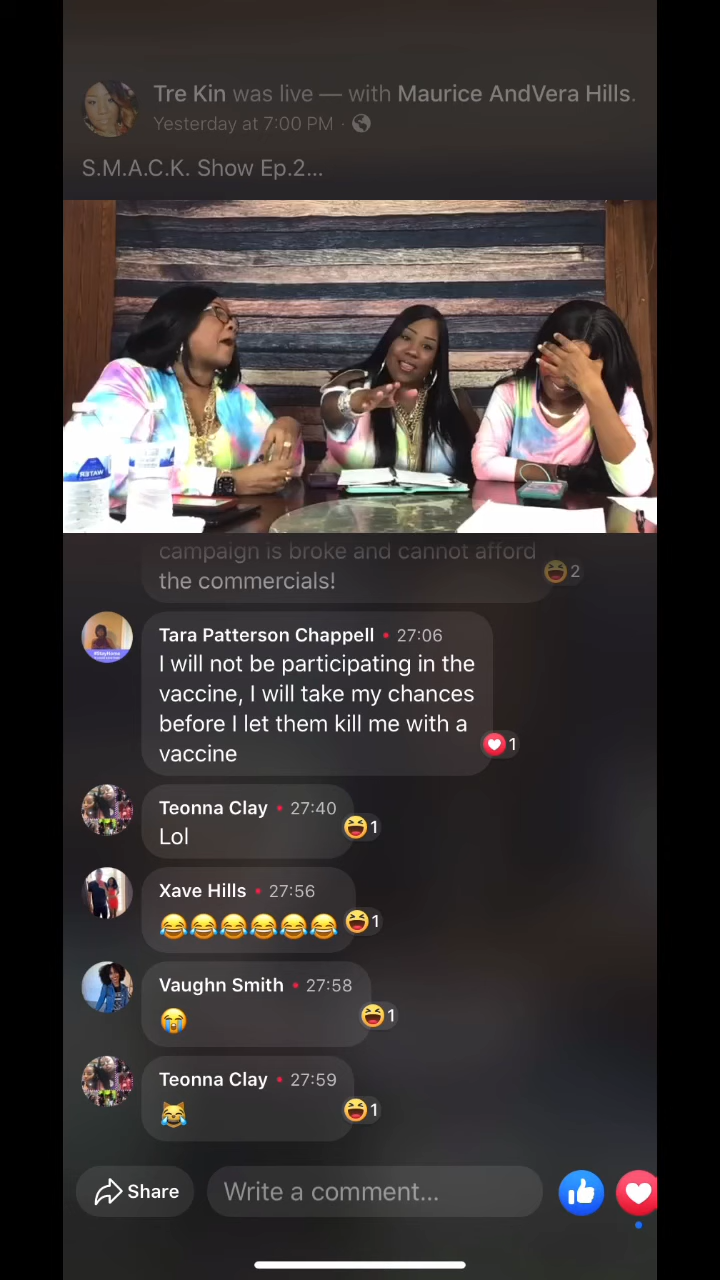 Tre Kin was live — with Maurice AndVera Hills.
Yesterday at 7:00 PM ·
S.M.A.C.K. Show Ep.2...
WATER
campaign is broke and cannot afford
the commercials!
2
Tara Patterson Chappell • 27:06
I will not be participating in the
vaccine, I will take my chances
before I let them kill me with a
vaccine
1
Teonna Clay • 27:40
Lol
1
Xave Hills • 27:56
😂😂😂😂😂😂
1
Vaughn Smith • 27:58
😭
1
Teonna Clay • 27:59
😹
1
Share
Write a comment...